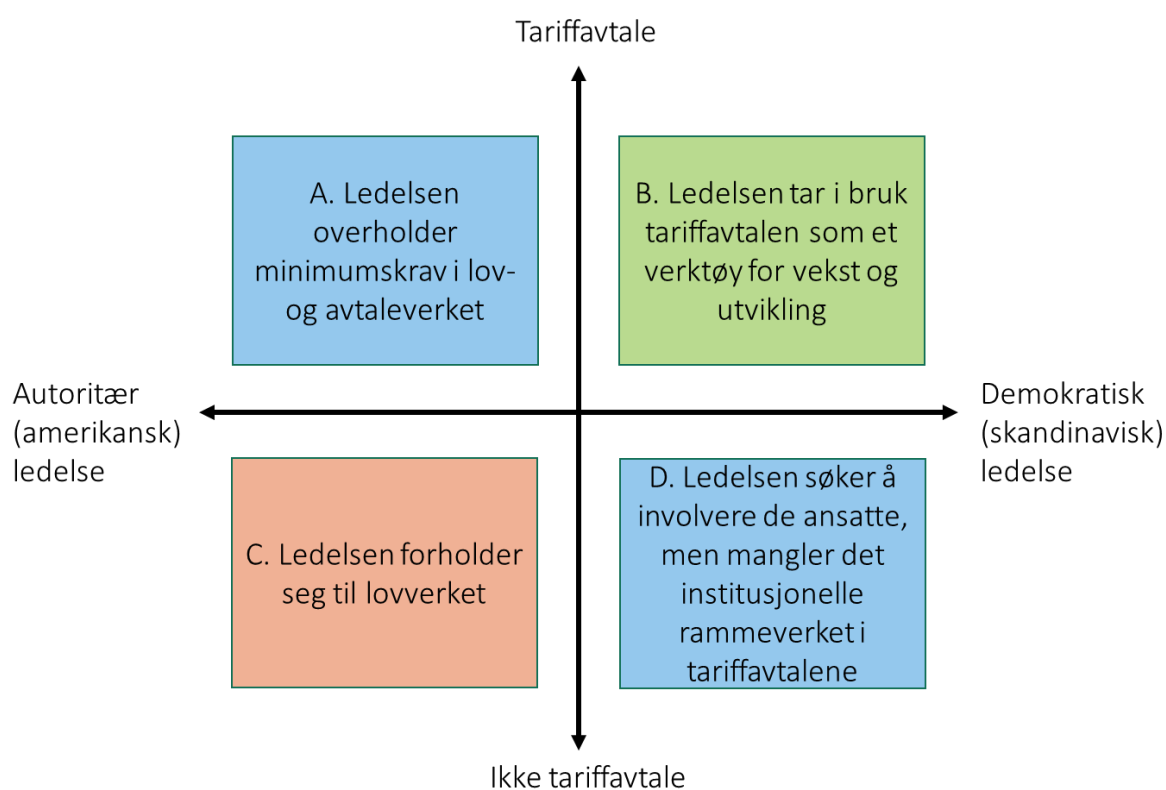 Tariffavtale
A. Ledelsen
overholder
minimumskrav i lov-
og avtaleverket
B. Ledelsen tar i bruk
tariffavtalen som et
verktøy for vekst og
utvikling
Autoritær
(amerikansk)
ledelse
Demokratisk
(skandinavisk)
ledelse
C. Ledelsen forholder
seg til lovverket
D. Ledelsen søker å
involvere de ansatte,
men mangler det
institusjonelle
rammeverket i
tariffavtalene
Ikke tariffavtale